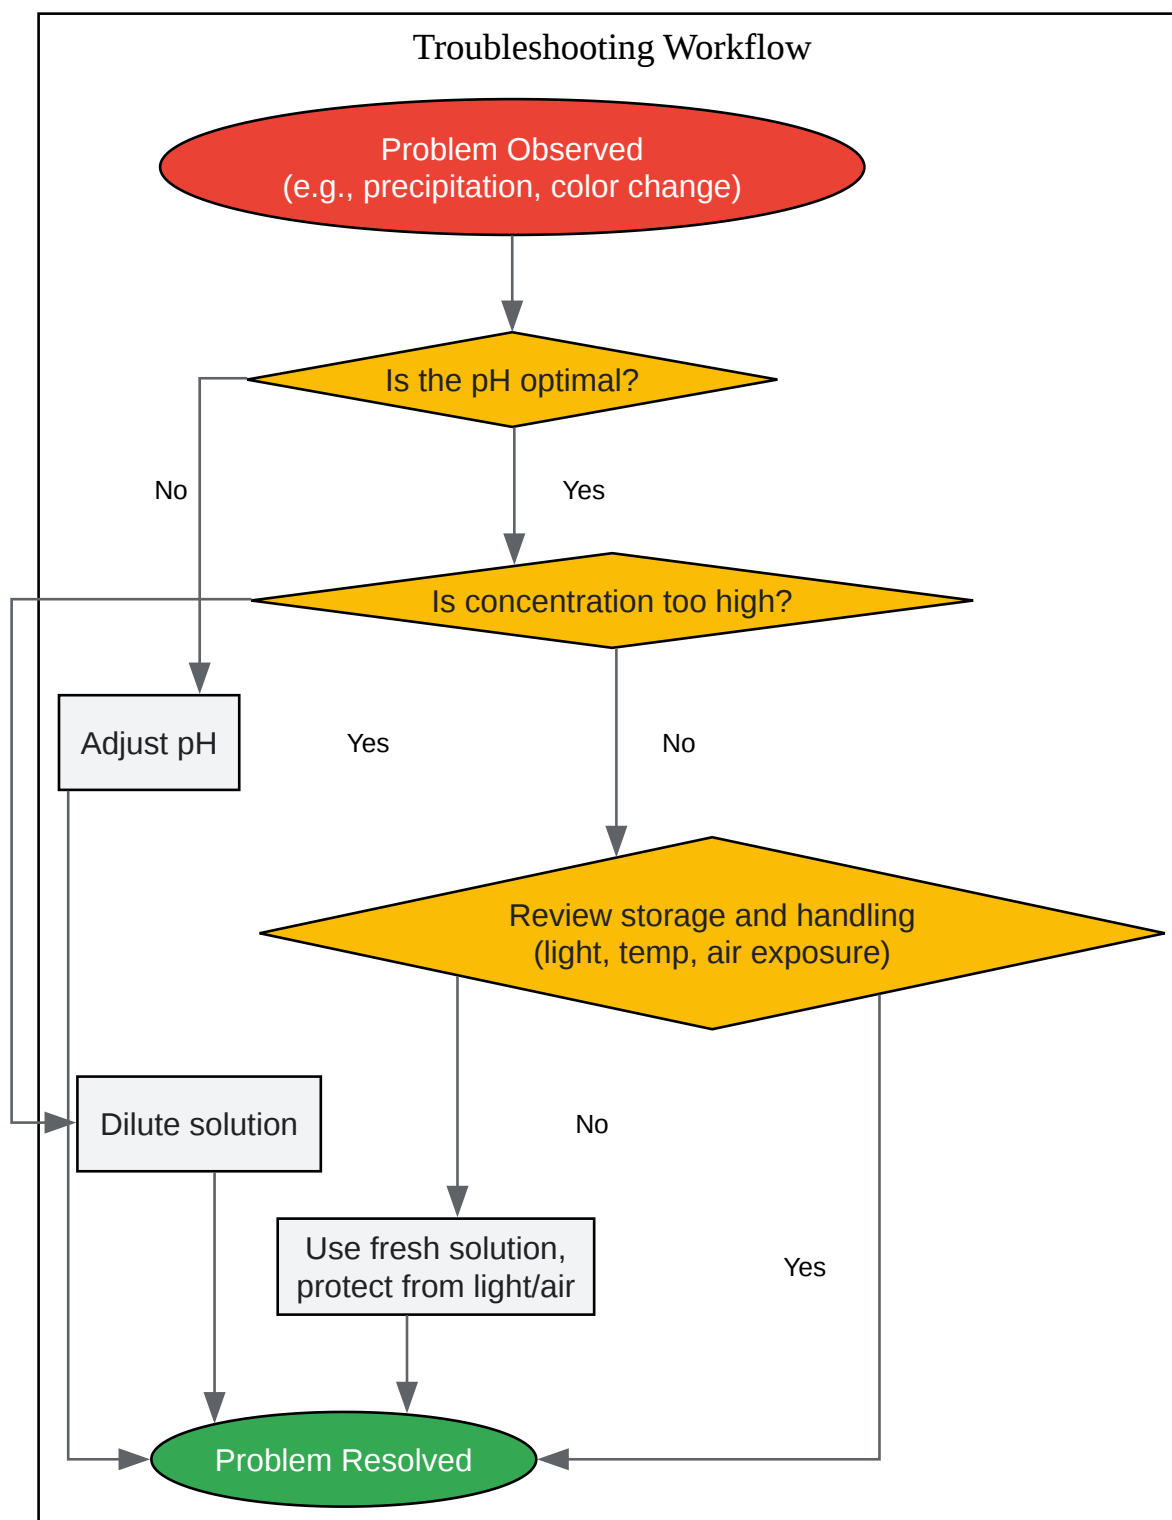 Troubleshooting Workflow
Problem Observed
(e.g., precipitation, color change)
Is the pH optimal?
No
Yes
Is concentration too high?
Adjust pH
Yes
No
Review storage and handling
(light, temp, air exposure)
Dilute solution
No
Use fresh solution,
protect from light/air
Yes
Problem Resolved